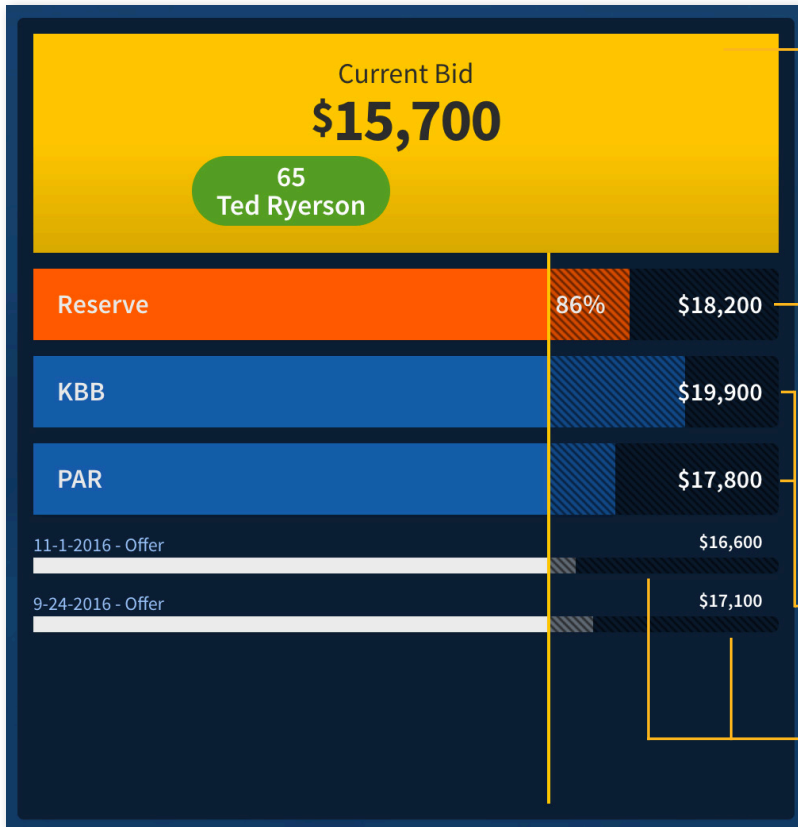 Current Bid
$15,700
65
Ted Ryerson
Reserve 86% $18,200
KBB $19,900
PAR $17,800
11-1-2016 - Offer $16,600
9-24-2016 - Offer $17,100